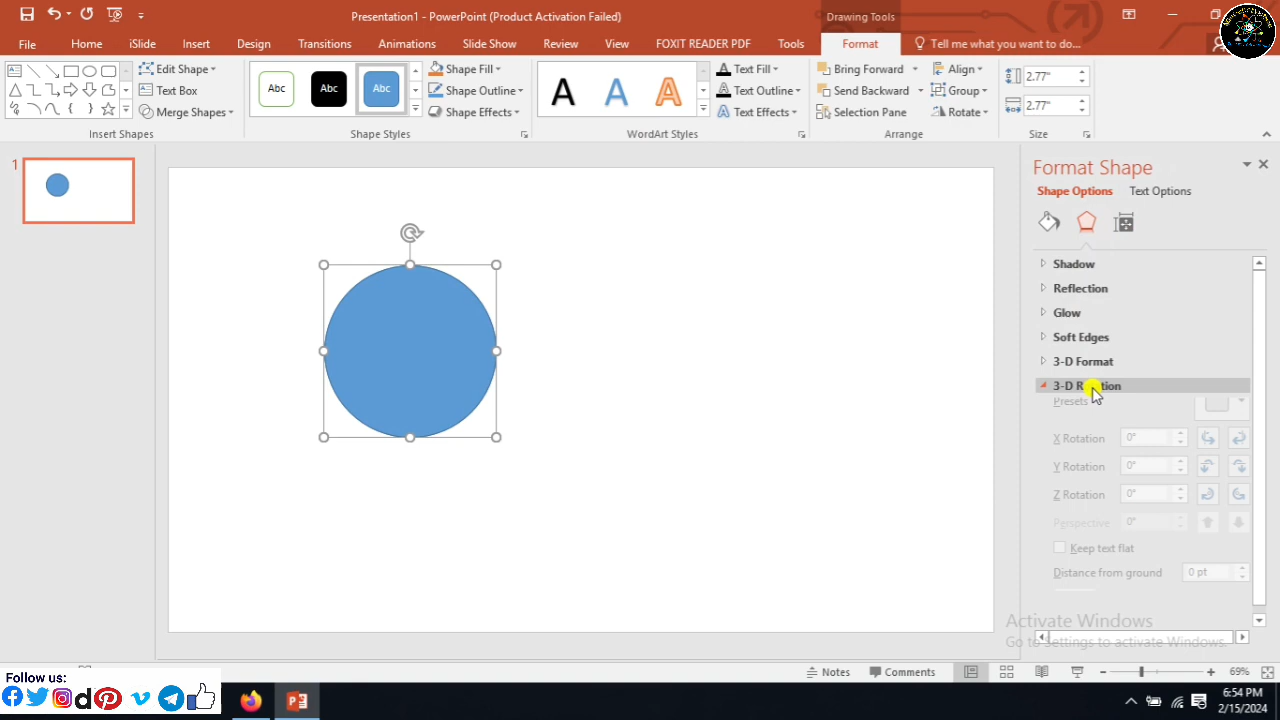 Presentation1 - PowerPoint (Product Activation Failed)
Drawing Tools
File Home iSlide Insert Design Transitions Animations Slide Show Review View FOXIT READER PDF Tools Format Tell me what you want to do...
Edit Shape
Text Box
Merge Shapes
Insert Shapes
Abc Abc Abc
Shape Fill
Shape Outline
Shape Effects
Shape Styles
A A A
Text Fill
Text Outline
Text Effects
WordArt Styles
Bring Forward
Send Backward
Selection Pane
Align
Group
Rotate
Arrange
2.77"
2.77"
Size
1
Format Shape
Shape Options Text Options
Shadow
Reflection
Glow
Soft Edges
3-D Format
3-D R tion
Presets
X Rotation 0°
Y Rotation 0°
Z Rotation 0°
Perspective 0°
Keep text flat
Distance from ground 0 pt
Activate Windows
Go to Settings to activate Windows.
Notes Comments 69%
Follow us:
6:54 PM
2/15/2024